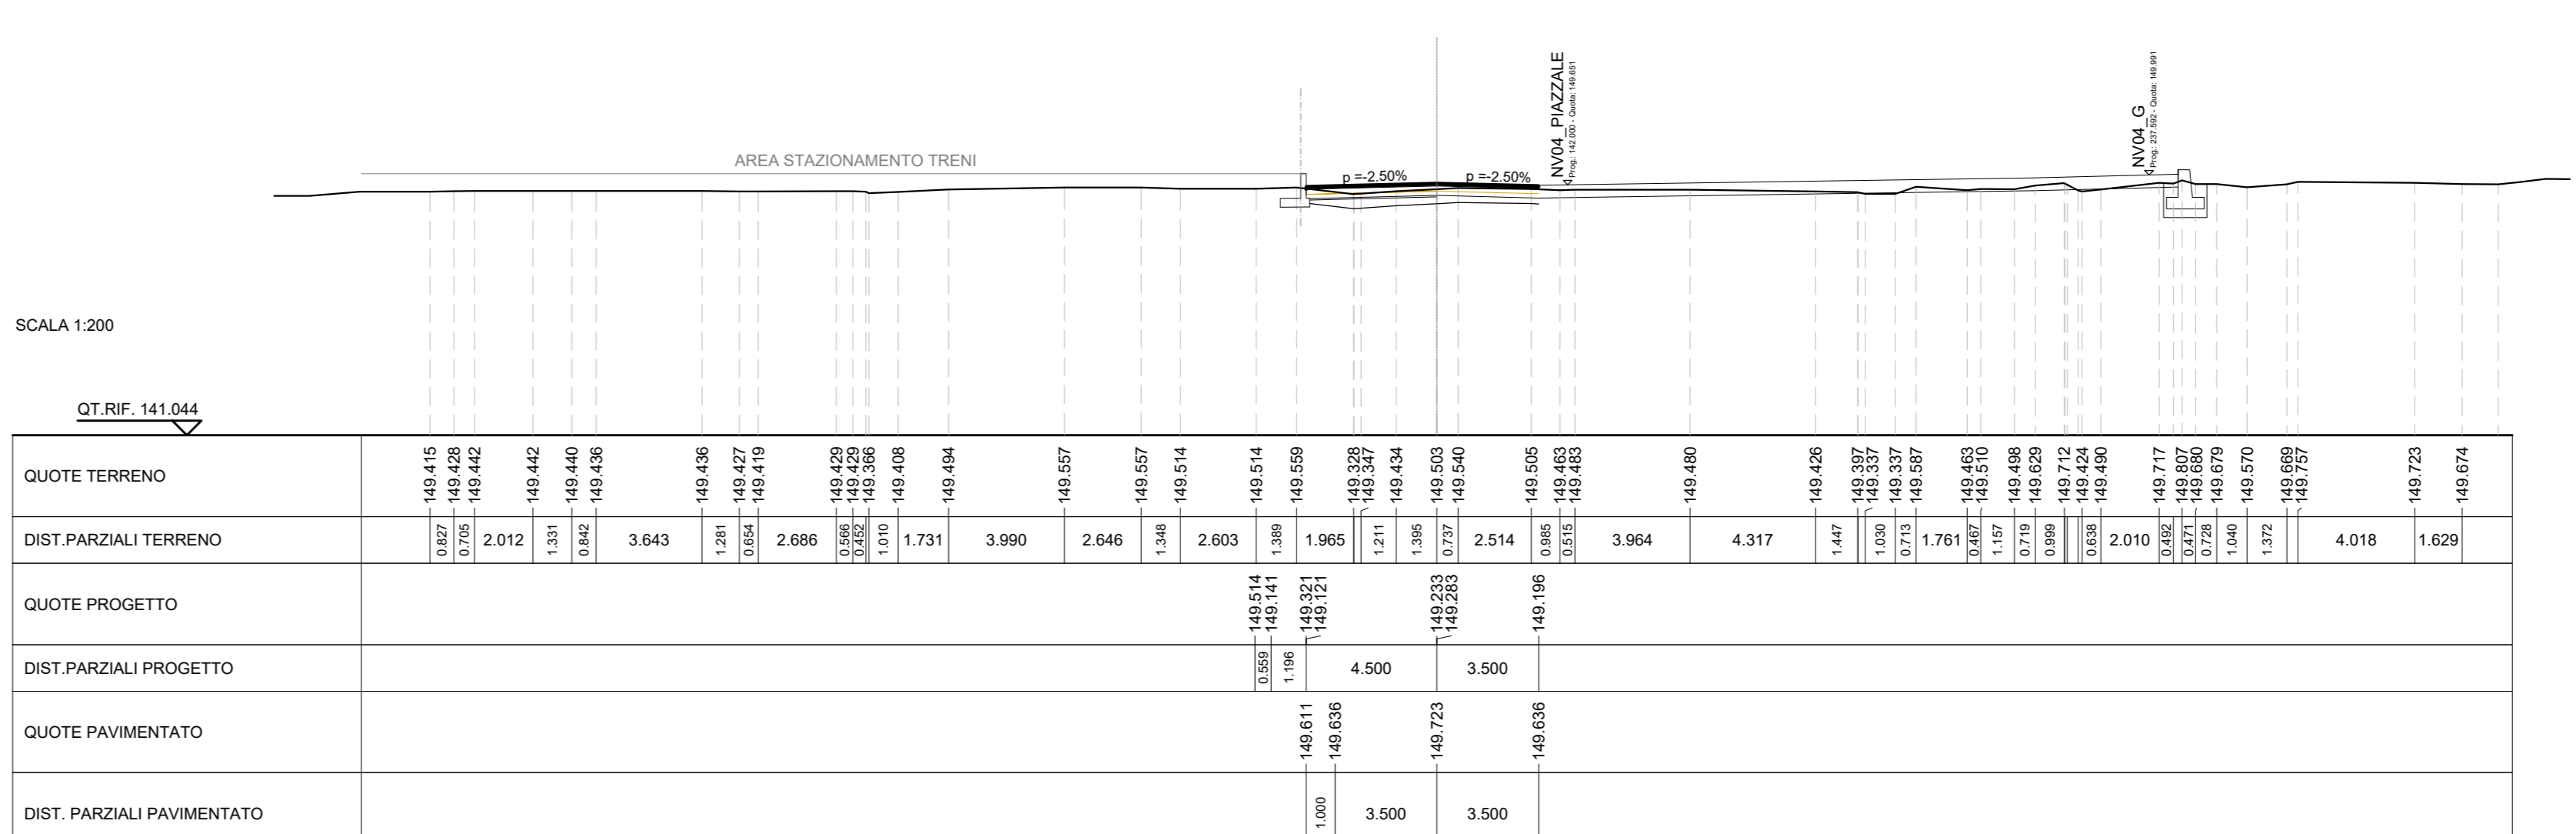 NV04_PIAZZALE
Prog.: 142.000 - Quota: 149.651
NV04_G
Prog.: 237.592 - Quota: 149.991
AREA STAZIONAMENTO TRENI
p =-2.50% p =-2.50%
SCALA 1:200
QT.RIF. 141.044
QUOTE TERRENO 149.415 149.428 149.442 149.442 149.440 149.436 149.436 149.427 149.419 149.429 149.429 149.366 149.408 149.494 149.557 149.557 149.514 149.514 149.559 149.328 149.347 149.434 149.503 149.540 149.505 149.463 149.483 149.480 149.426 149.397 149.337 149.337 149.587 149.463 149.510 149.498 149.629 149.712 149.424 149.490 149.717 149.807 149.680 149.679 149.570 149.669 149.757 149.723 149.674
DIST.PARZIALI TERRENO 0.827 0.705 2.012 1.331 0.842 3.643 1.281 0.654 2.686 0.566 0.452 1.010 1.731 3.990 2.646 1.348 2.603 1.389 1.965 1.211 1.395 0.737 2.514 0.985 0.515 3.964 4.317 1.447 1.030 0.713 1.761 0.467 1.157 0.719 0.999 0.638 2.010 0.492 0.471 0.728 1.040 1.372 4.018 1.629
QUOTE PROGETTO 149.514 149.141 149.321 149.121 149.233 149.283 149.196
DIST.PARZIALI PROGETTO 0.559 1.196 4.500 3.500
QUOTE PAVIMENTATO 149.611 149.636 149.723 149.636
DIST. PARZIALI PAVIMENTATO 1.000 3.500 3.500